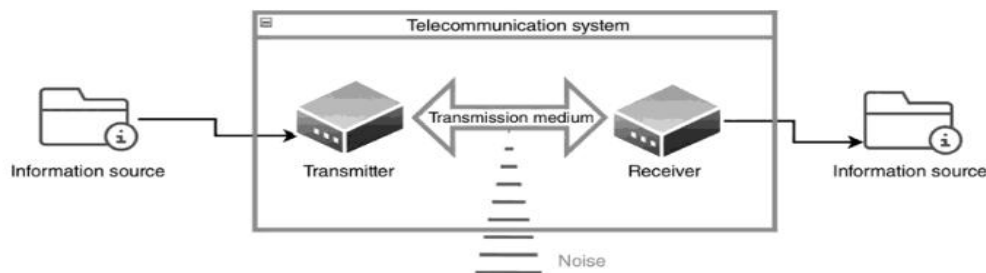 Telecommunication system
Transmission medium
Information source
Transmitter
Receiver
Information source
Noise